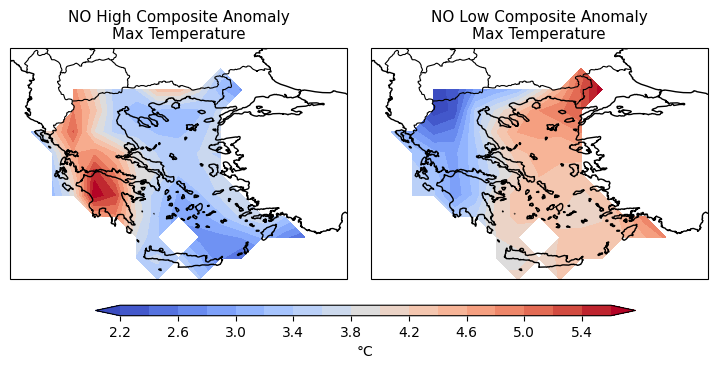 NO High Composite Anomaly
Max Temperature
NO Low Composite Anomaly
Max Temperature
2.2 2.6 3.0 3.4 3.8 4.2 4.6 5.0 5.4
°C